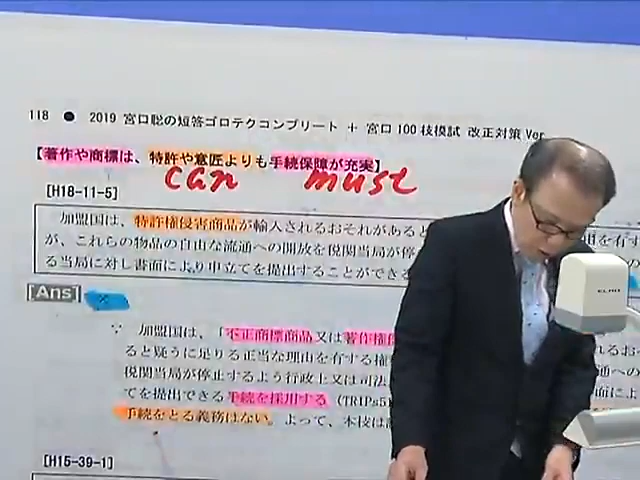 118 ● 2019 宮口聡の短答ゴロテクコンプリート + 宮口100枝模試 改正対策 Ver
【著作や商標は、特許や意匠よりも手続保障が充実】
can must
[H18-11-5]
加盟国は、特許権侵害商品が輸入されるおそれがあると
が、これらの物品の自由な流通への開放を税関当局が停
る当局に対し書面により申立てを提出することができる
[Ans] ×
∵ 加盟国は、「不正商標商品又は著作権侵
ると疑うに足りる正当な理由を有する権
税関当局が停止するよう行政上又は司法
てを提出できる手続を採用する (TRIPs51
手続をとる義務はない。よって、本枝は
[H15-39-1]
ELMO